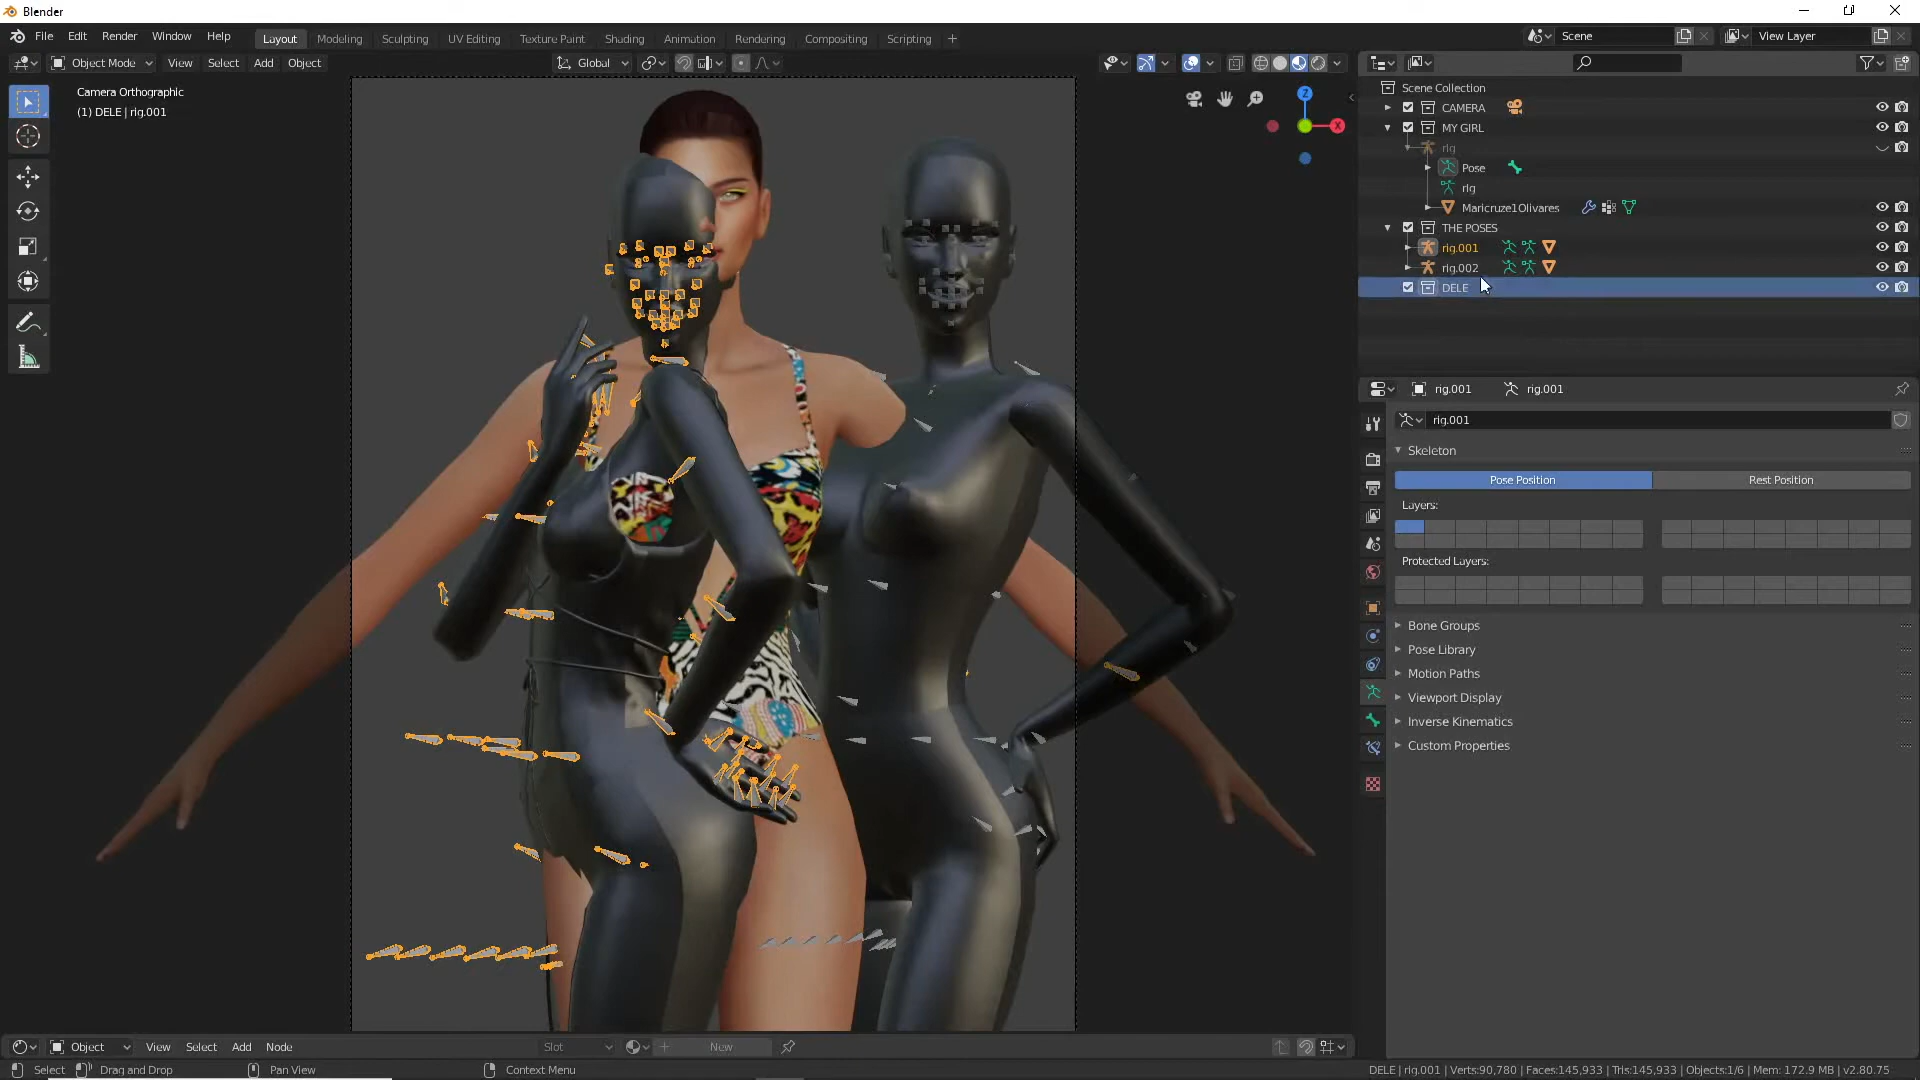 Blender
File Edit Render Window Help
Layout Modeling Sculpting UV Editing Texture Paint Shading Animation Rendering Compositing Scripting +
Scene
View Layer
Object Mode View Select Add Object
Global
Camera Orthographic
(1) DELE | rig.001
Z
X
Scene Collection
CAMERA
MY GIRL
rig
Pose
rig
Maricruze1Olivares
THE POSES
rig.001
rig.002
DELE
rig.001 rig.001
rig.001
Skeleton
Pose Position Rest Position
Layers:
Protected Layers:
Bone Groups
Pose Library
Motion Paths
Viewport Display
Inverse Kinematics
Custom Properties
Object View Select Add Node
Slot
New
Select Drag and Drop Pan View Context Menu
DELE | rig.001 | Verts:90,780 | Faces:145,933 | Tris:145,933 | Objects:1/6 | Mem: 172.9 MB | v2.80.75